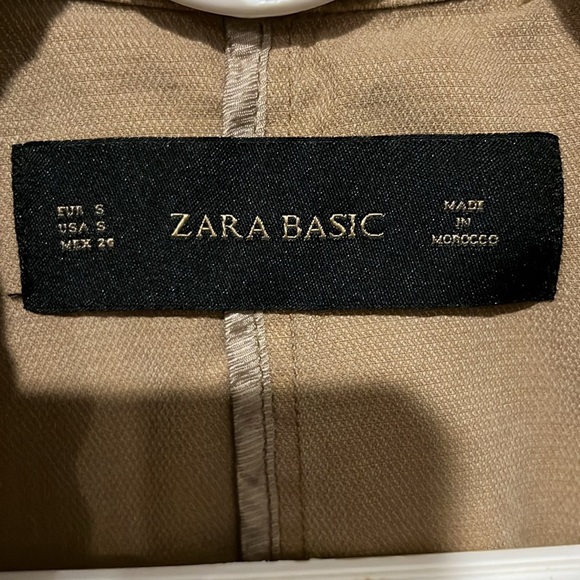 EUR S
USA S
MEX 26
ZARA BASIC
MADE
IN
MOROCCO